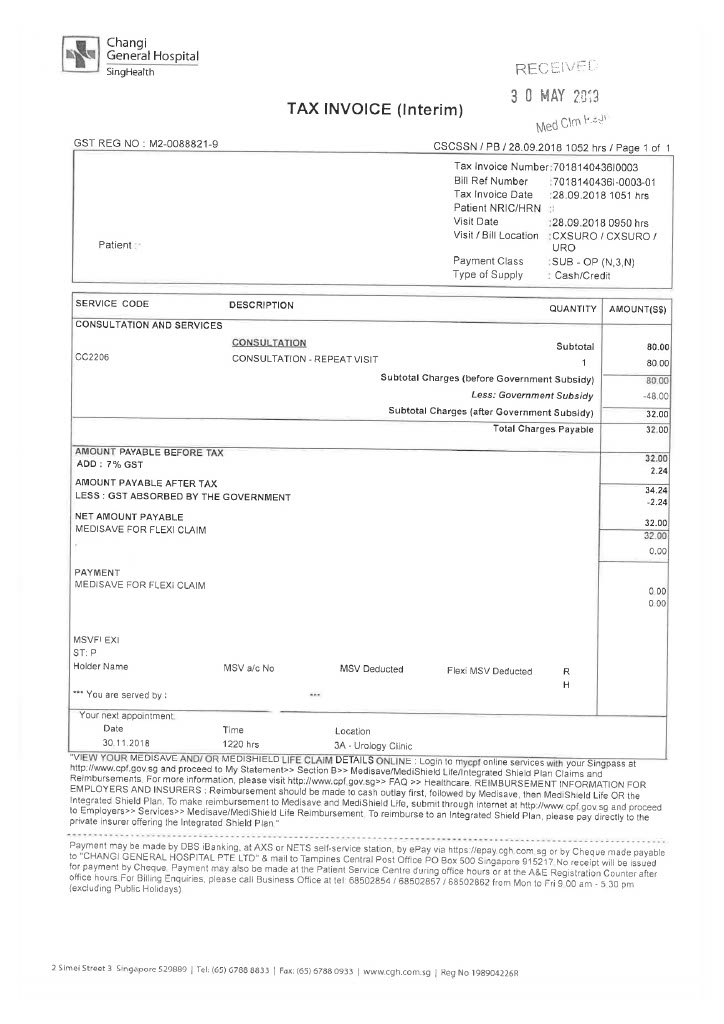 Changi
General Hospital
SingHealth
RECEIVED
30 MAY 2019
Med Clm
TAX INVOICE (Interim)
GST REG NO : M2-0088821-9
CSCSSN / PB / 28.09.2018 1052 hrs / Page 1 of 1
Tax Invoice Number:7018140436I0003
Bill Ref Number :7018140436I-0003-01
Tax Invoice Date :28.09.2018 1051 hrs
Patient NRIC/HRN :
Visit Date :28.09.2018 0950 hrs
Visit / Bill Location :CXSURO / CXSURO /
URO
Patient :
Payment Class :SUB - OP (N,3,N)
Type of Supply : Cash/Credit
SERVICE CODE DESCRIPTION QUANTITY AMOUNT(S$)
CONSULTATION AND SERVICES
CONSULTATION Subtotal 80.00
CC2206 CONSULTATION - REPEAT VISIT 1 80.00
Subtotal Charges (before Government Subsidy) 80.00
Less: Government Subsidy -48.00
Subtotal Charges (after Government Subsidy) 32.00
Total Charges Payable 32.00
AMOUNT PAYABLE BEFORE TAX 32.00
ADD : 7% GST 2.24
AMOUNT PAYABLE AFTER TAX 34.24
LESS : GST ABSORBED BY THE GOVERNMENT -2.24
NET AMOUNT PAYABLE 32.00
MEDISAVE FOR FLEXI CLAIM 32.00
0.00
PAYMENT
MEDISAVE FOR FLEXI CLAIM 0.00
0.00
MSVFLEXI
ST: P
Holder Name MSV a/c No MSV Deducted Flexi MSV Deducted R
H
*** You are served by : ***
Your next appointment.
Date Time Location
30.11.2018 1220 hrs 3A - Urology Clinic
"VIEW YOUR MEDISAVE AND/ OR MEDISHIELD LIFE CLAIM DETAILS ONLINE : Login to mycpf online services with your Singpass at
http://www.cpf.gov.sg and proceed to My Statement>> Section B>> Medisave/MediShield Life/Integrated Shield Plan Claims and
Reimbursements. For more information, please visit http://www.cpf.gov.sg>> FAQ >> Healthcare. REIMBURSEMENT INFORMATION FOR
EMPLOYERS AND INSURERS : Reimbursement should be made to cash outlay first, followed by Medisave, then MediShield Life OR the
Integrated Shield Plan. To make reimbursement to Medisave and MediShield Life, submit through internet at http://www.cpf.gov.sg and proceed
to Employers>> Services>> Medisave/MediShield Life Reimbursement. To reimburse to an Integrated Shield Plan, please pay directly to the
private insurer offering the Integrated Shield Plan."
Payment may be made by DBS iBanking, at AXS or NETS self-service station, by ePay via https://epay.cgh.com.sg or by Cheque made payable
to "CHANGI GENERAL HOSPITAL PTE LTD" & mail to Tampines Central Post Office PO Box 500 Singapore 915217.No receipt will be issued
for payment by Cheque. Payment may also be made at the Patient Service Centre during office hours or at the A&E Registration Counter after
office hours.For Billing Enquiries, please call Business Office at tel: 68502854 / 68502857 / 68502862 from Mon to Fri 9.00 am - 5.30 pm
(excluding Public Holidays)
2 Simei Street 3 Singapore 529889 | Tel: (65) 6788 8833 | Fax: (65) 6788 0933 | www.cgh.com.sg | Reg No 198904226R